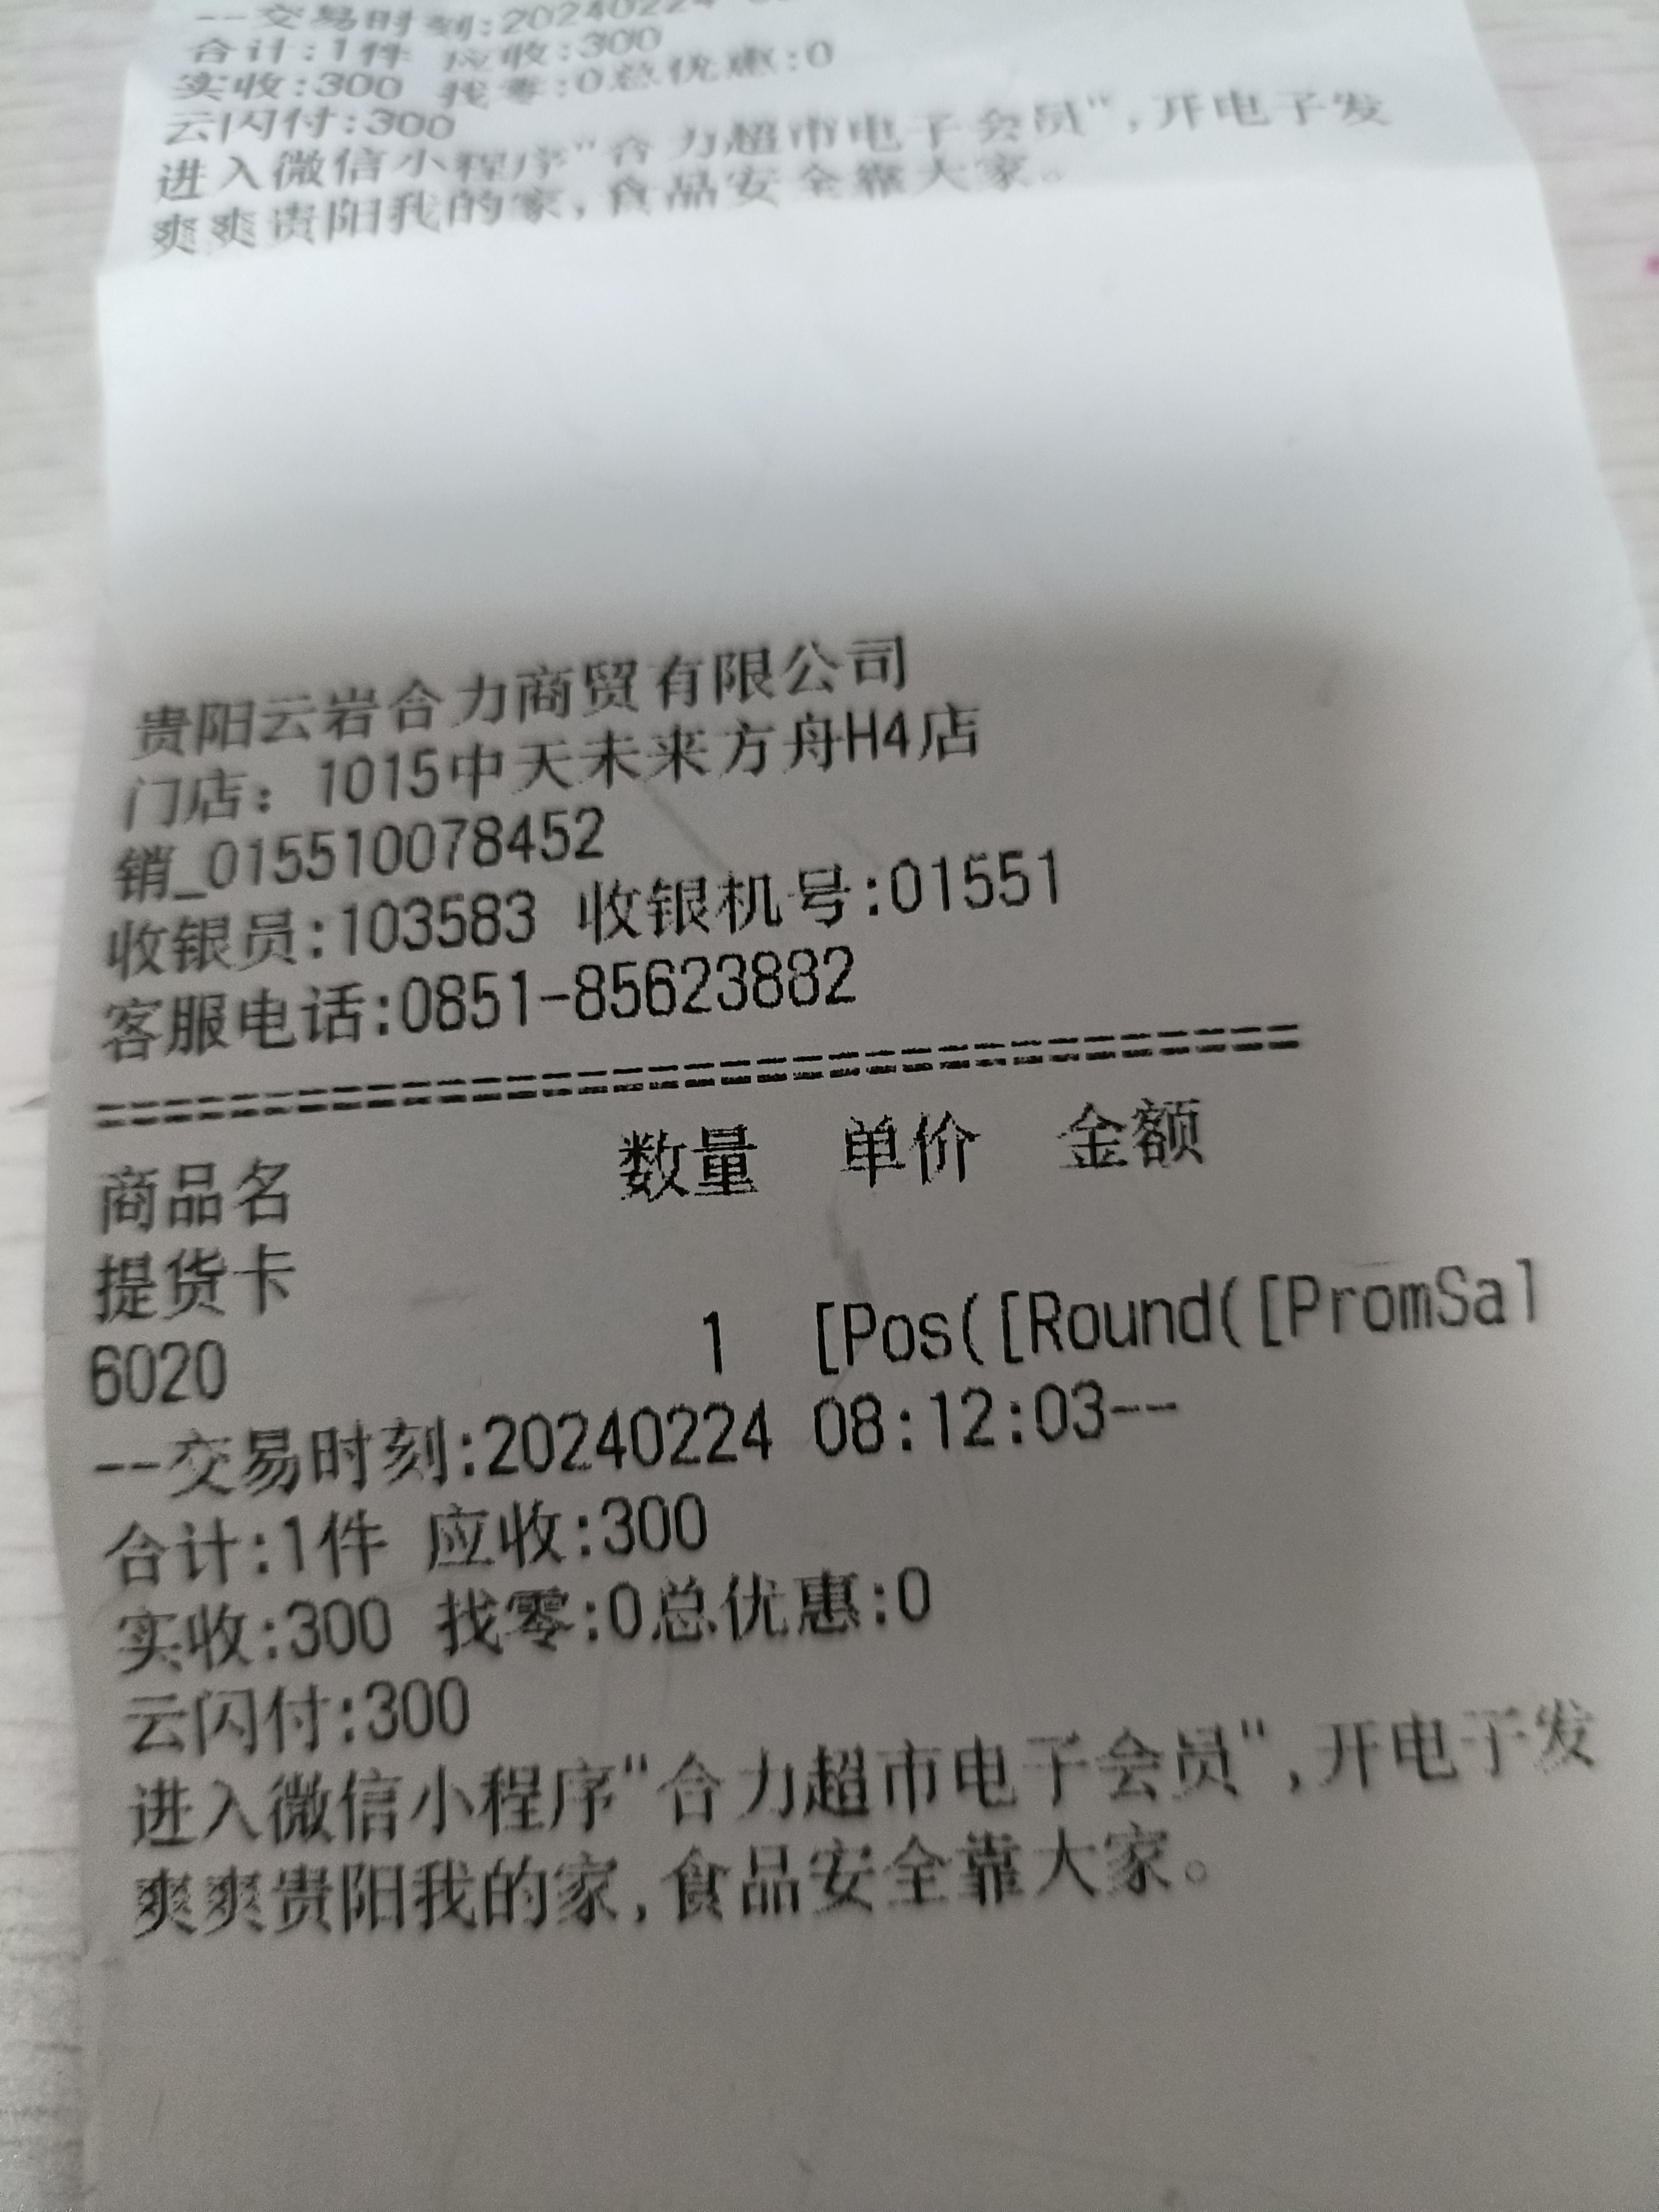 --交易时刻:20240224
合计:1件 应收:300
实收:300 找零:0总优惠:0
云闪付:300
进入微信小程序"合力超市电子会员",开电子发
爽爽贵阳我的家,食品安全靠大家。
贵阳云岩合力商贸有限公司
门店：1015中天未来方舟H4店
销_015510078452
收银员:103583 收银机号:01551
客服电话:0851-85623882
商品名 数量 单价 金额
提货卡
6020 1 [Pos([Round([PromSal
--交易时刻:20240224 08:12:03--
合计:1件 应收:300
实收:300 找零:0总优惠:0
云闪付:300
进入微信小程序"合力超市电子会员",开电子发
爽爽贵阳我的家,食品安全靠大家。